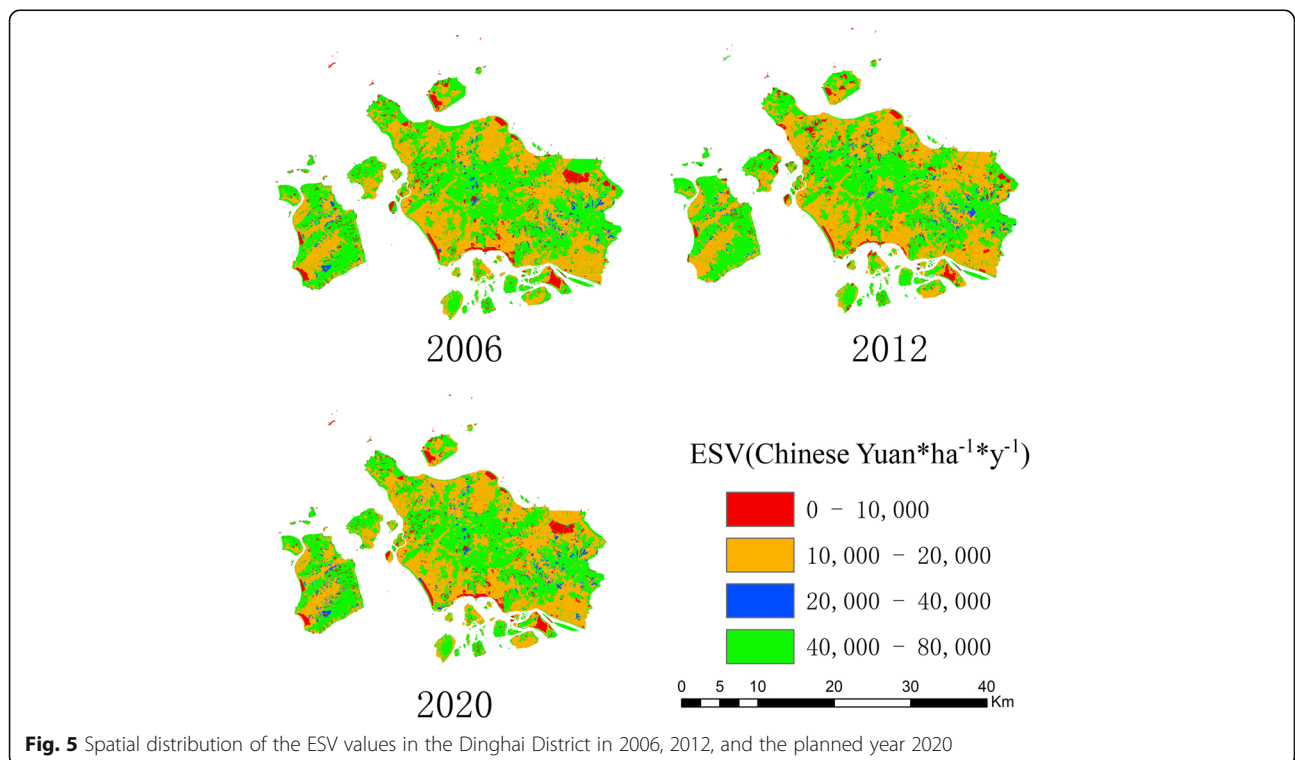 2006
2012
2020
ESV(Chinese Yuan*ha⁻¹*y⁻¹)
0 - 10,000
10,000 - 20,000
20,000 - 40,000
40,000 - 80,000
0 5 10 20 30 40
Km
Fig. 5 Spatial distribution of the ESV values in the Dinghai District in 2006, 2012, and the planned year 2020